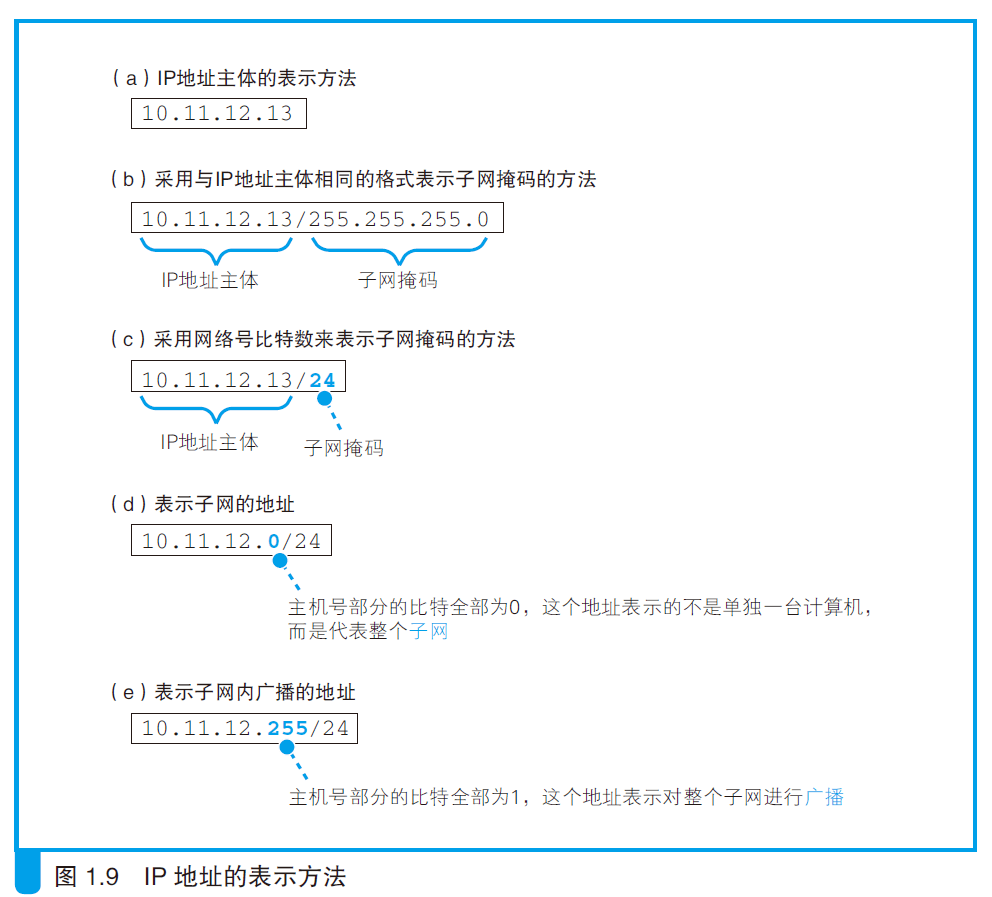 （a）IP地址主体的表示方法
10.11.12.13
（b）采用与IP地址主体相同的格式表示子网掩码的方法
10.11.12.13/255.255.255.0
IP地址主体 子网掩码
（c）采用网络号比特数来表示子网掩码的方法
10.11.12.13/24
IP地址主体 子网掩码
（d）表示子网的地址
10.11.12.0/24
主机号部分的比特全部为0，这个地址表示的不是单独一台计算机，
而是代表整个子网
（e）表示子网内广播的地址
10.11.12.255/24
主机号部分的比特全部为1，这个地址表示对整个子网进行广播
图 1.9 IP 地址的表示方法